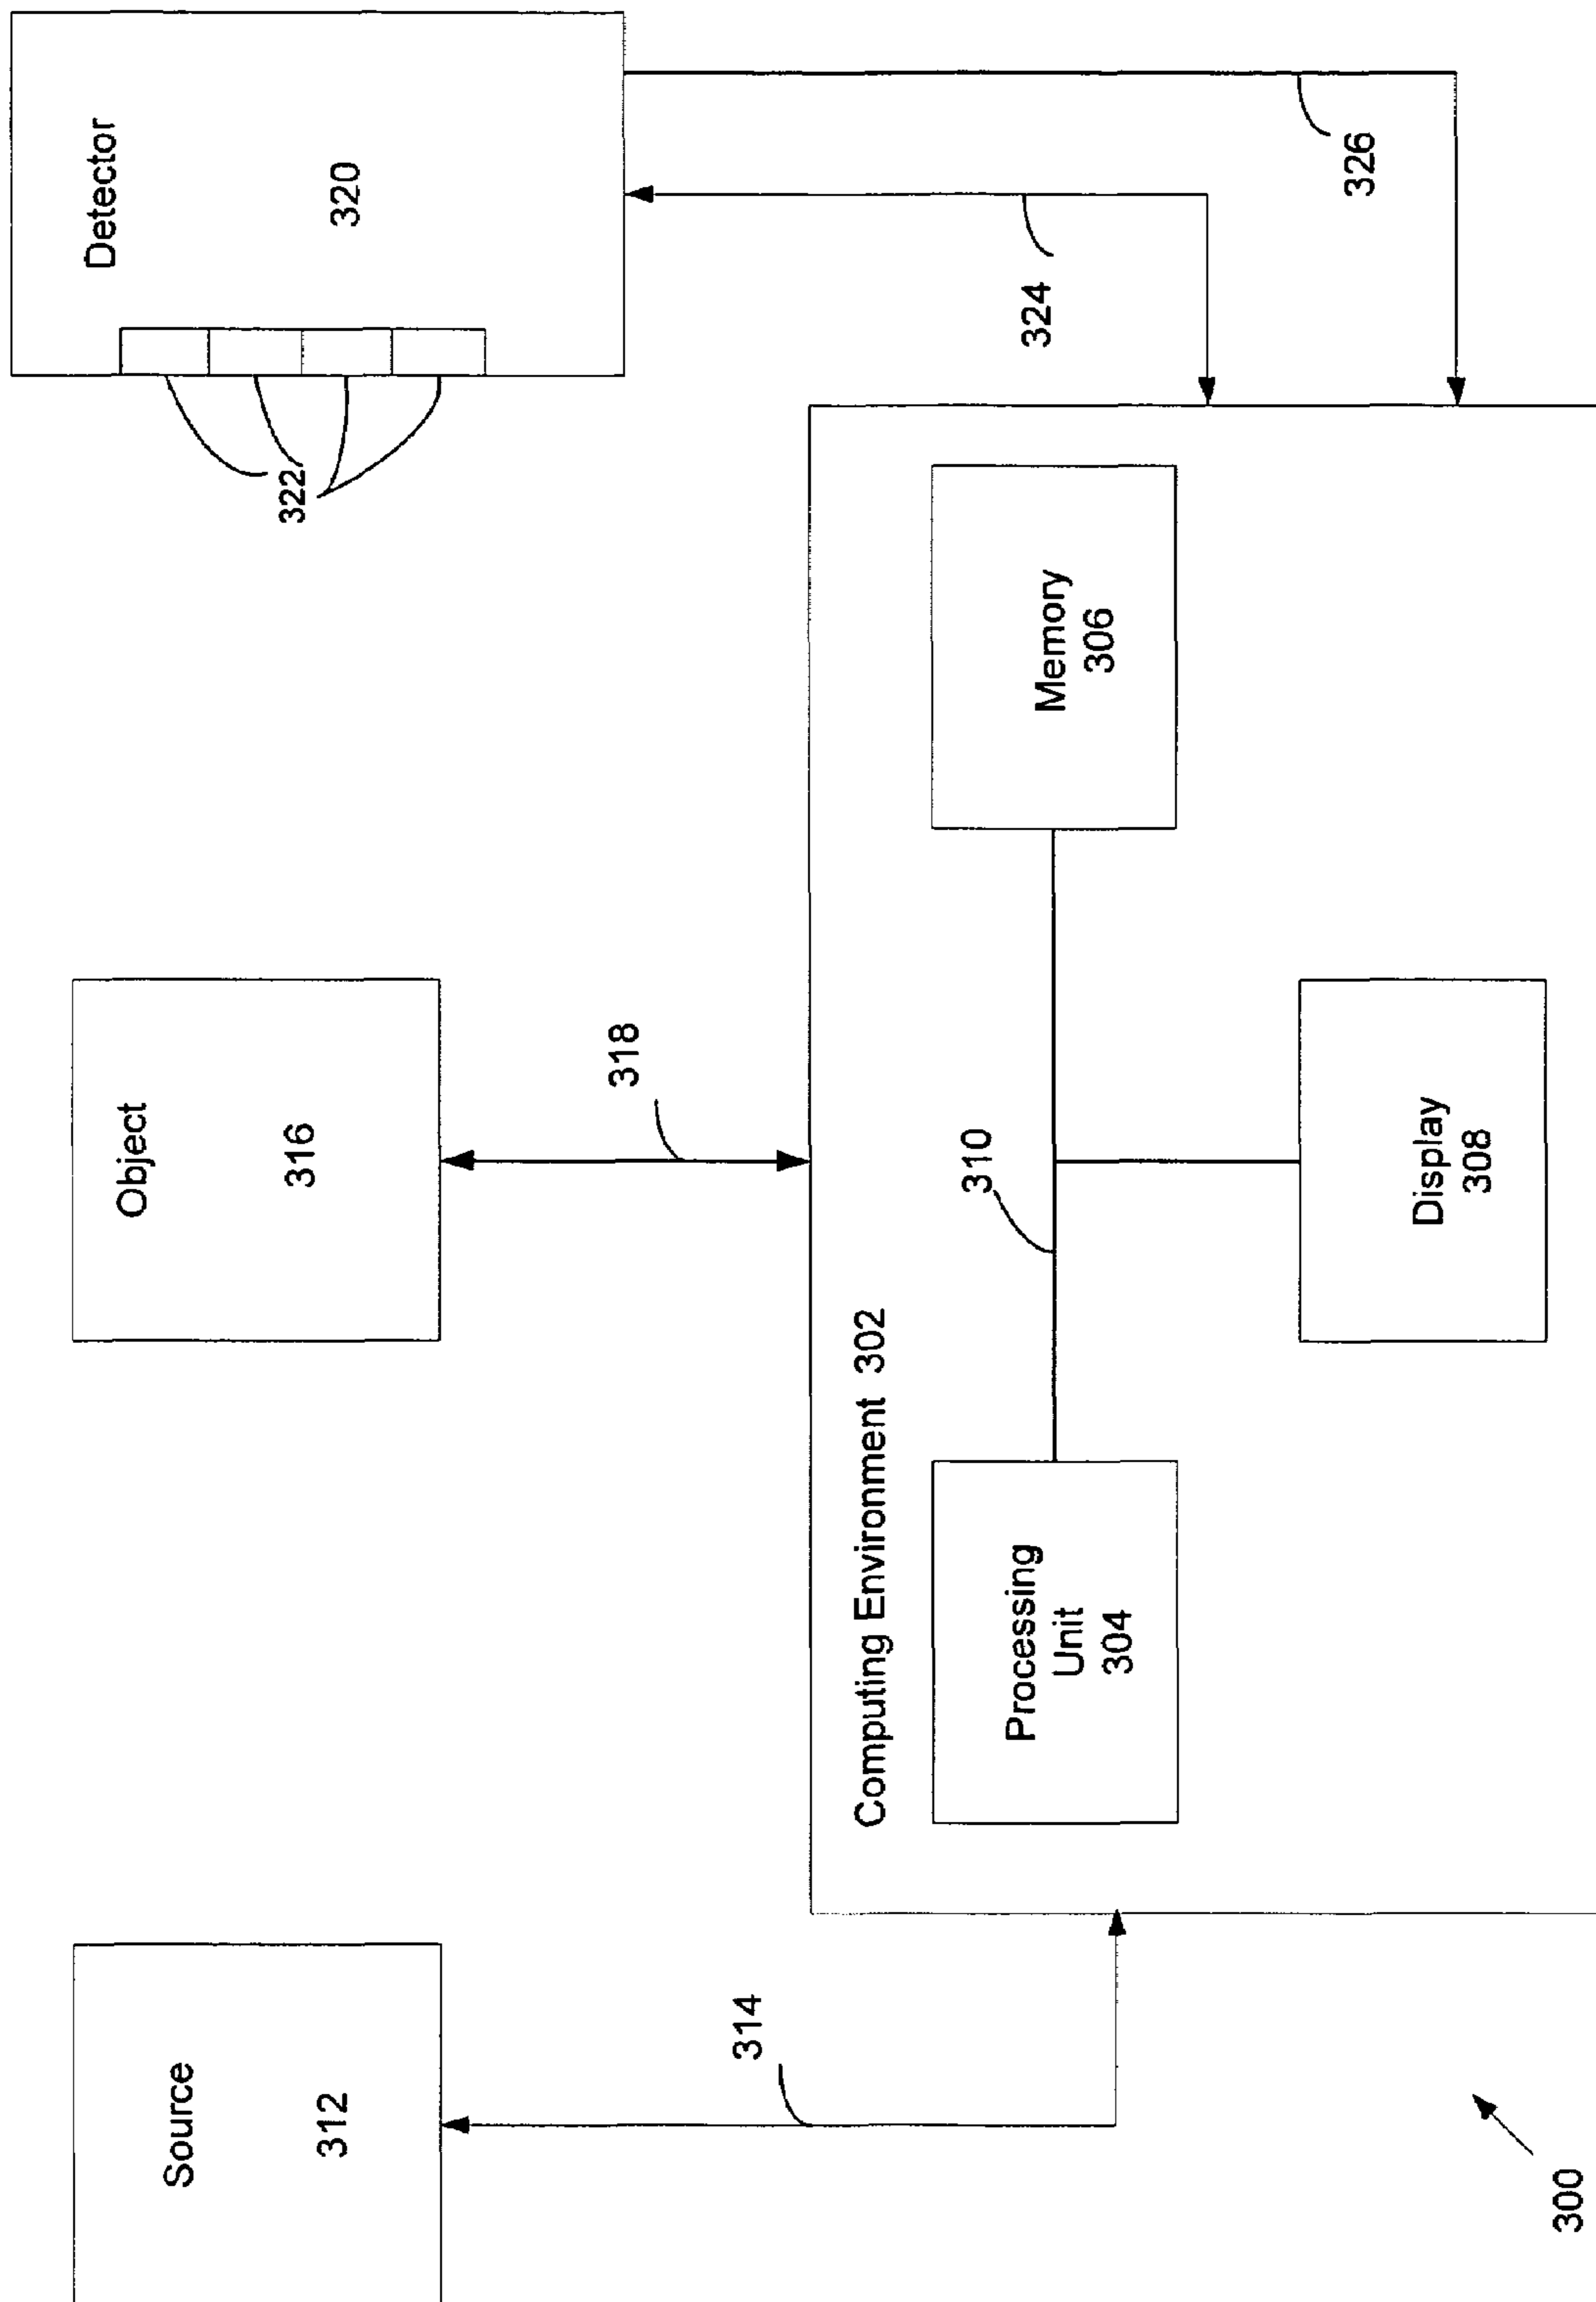 Source
312
Object
316
Detector
320
322
314
318
324
326
Computing Environment 302
310
Processing
Unit
304
Memory
306
Display
308
300